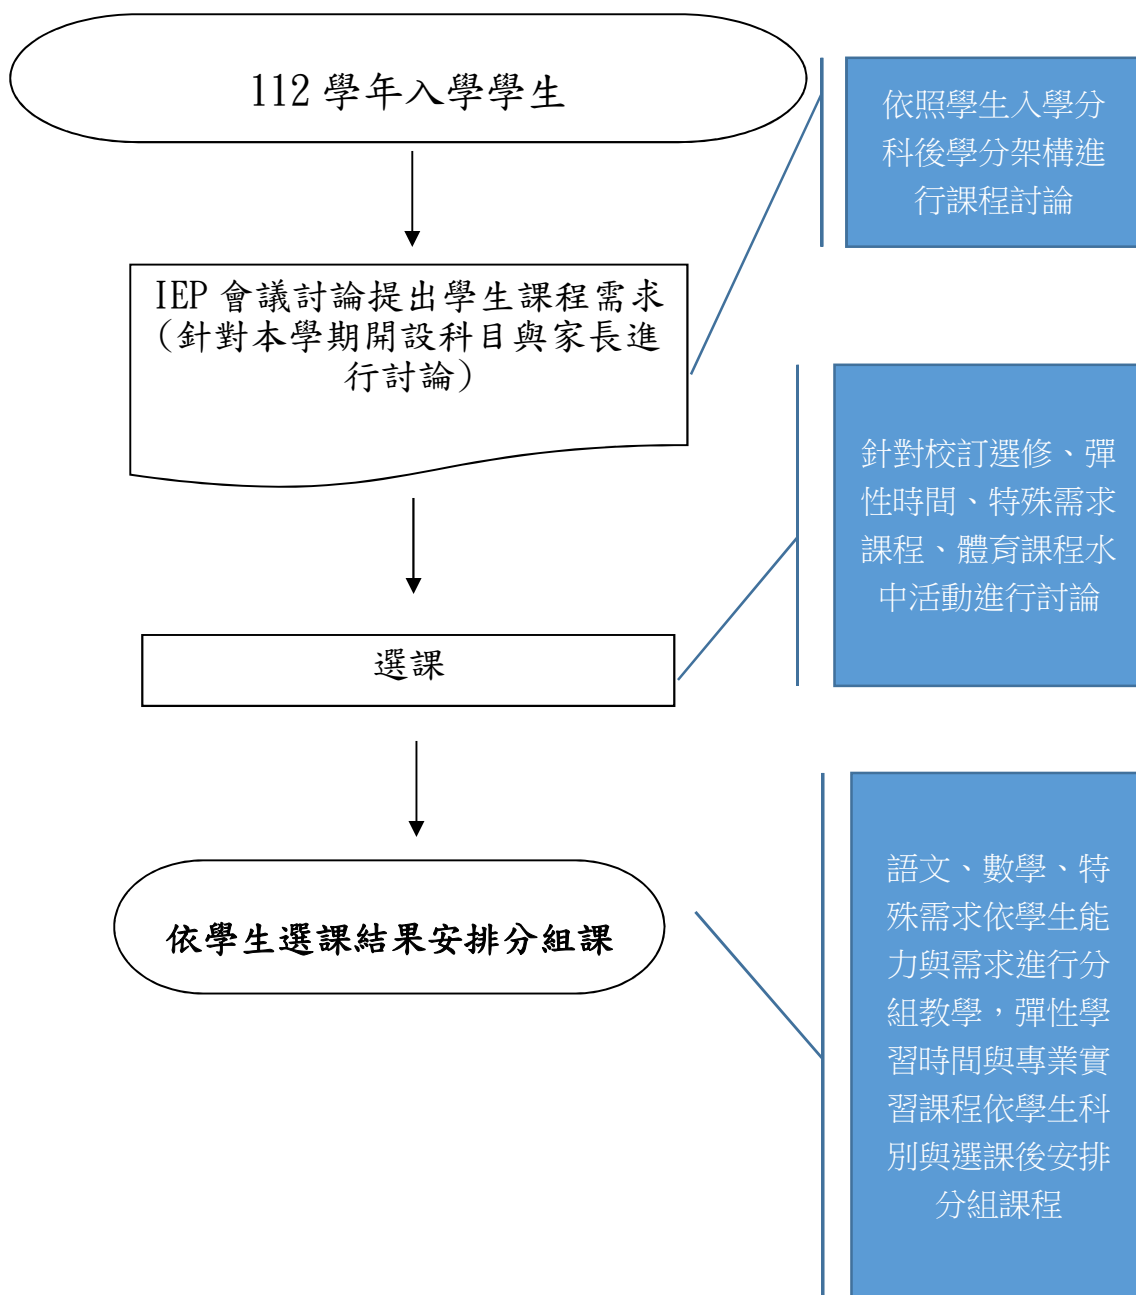 112 學年入學學生
依照學生入學分
科後學分架構進
行課程討論
IEP 會議討論提出學生課程需求
(針對本學期開設科目與家長進
行討論)
針對校訂選修、彈
性時間、特殊需求
課程、體育課程水
中活動進行討論
選課
依學生選課結果安排分組課
語文、數學、特
殊需求依學生能
力與需求進行分
組教學，彈性學
習時間與專業實
習課程依學生科
別與選課後安排
分組課程